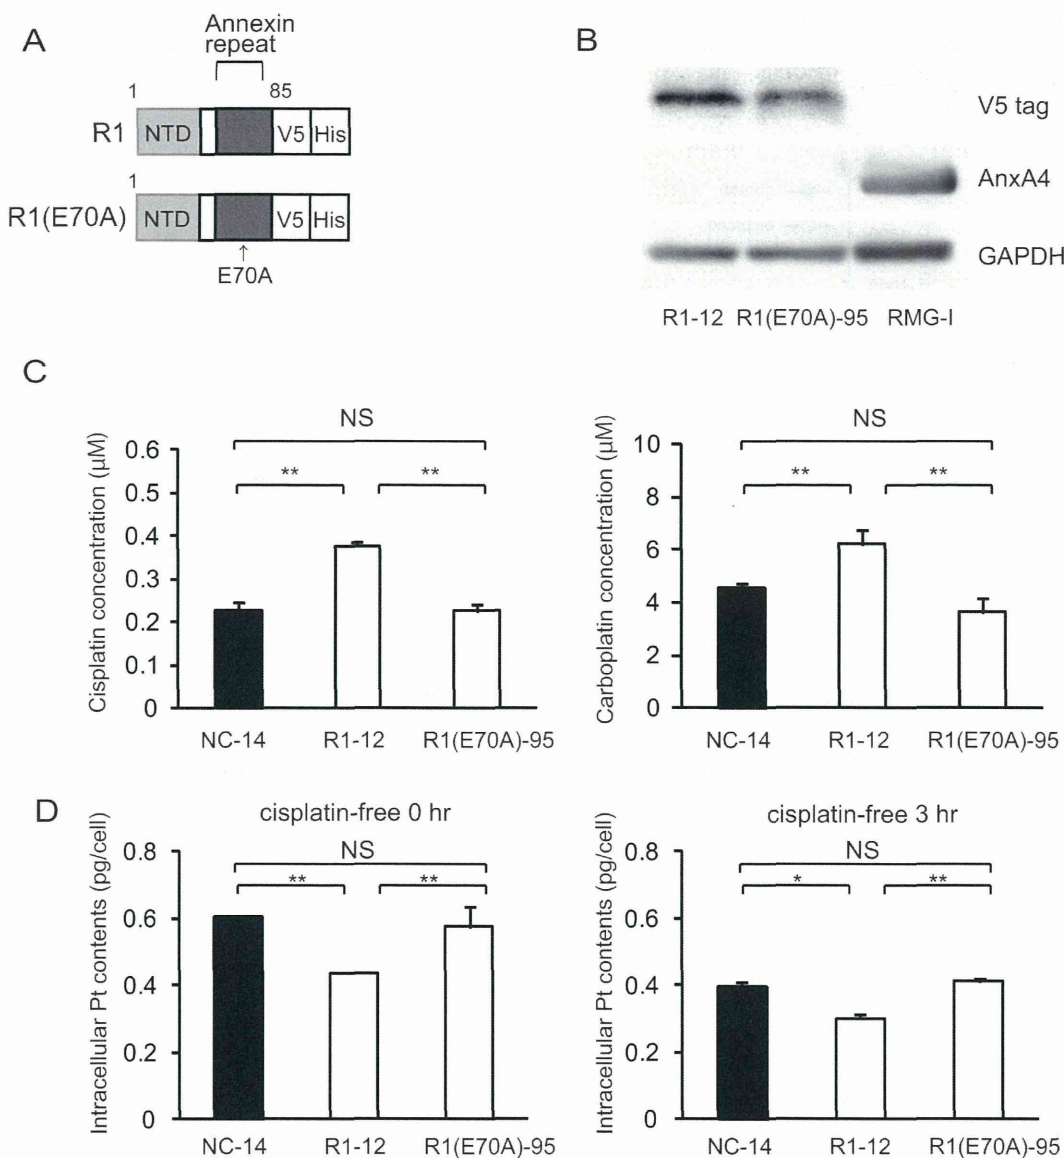 A
Annexin
repeat
1
85
R1
NTD
V5
His
1
R1(E70A)
NTD
V5
His
↑
E70A
B
V5 tag
AnxA4
GAPDH
R1-12 R1(E70A)-95 RMG-I
C
Cisplatin concentration (µM)
0.6
0.5
0.4
0.3
0.2
0.1
0
NS
** **
NC-14 R1-12 R1(E70A)-95
Carboplatin concentration (µM)
10
8
6
4
2
0
NS
** **
NC-14 R1-12 R1(E70A)-95
D
cisplatin-free 0 hr
Intracellular Pt contents (pg/cell)
0.8
0.6
0.4
0.2
0
NS
** **
NC-14 R1-12 R1(E70A)-95
cisplatin-free 3 hr
Intracellular Pt contents (pg/cell)
0.8
0.6
0.4
0.2
0
NS
* **
NC-14 R1-12 R1(E70A)-95